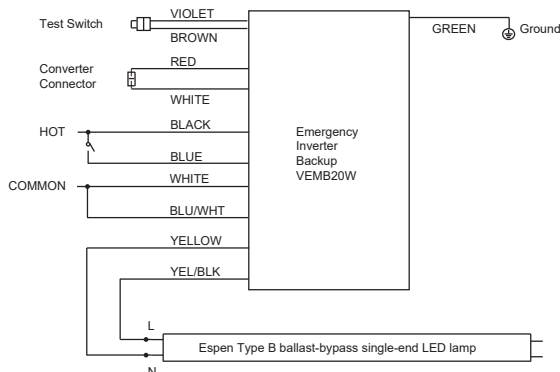 Test Switch
VIOLET
BROWN
GREEN
Ground
Converter
Connector
RED
WHITE
HOT
BLACK
BLUE
COMMON
WHITE
BLU/WHT
YELLOW
YEL/BLK
Emergency
Inverter
Backup
VEMB20W
L
N
Espen Type B ballast-bypass single-end LED lamp